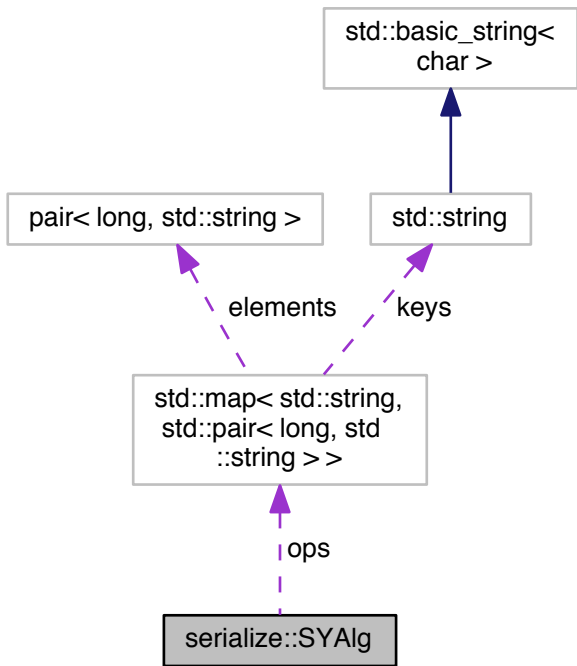 std::basic_string<
char >
pair< long, std::string >
std::string
elements
keys
std::map< std::string,
std::pair< long, std
::string > >
ops
serialize::SYAlg